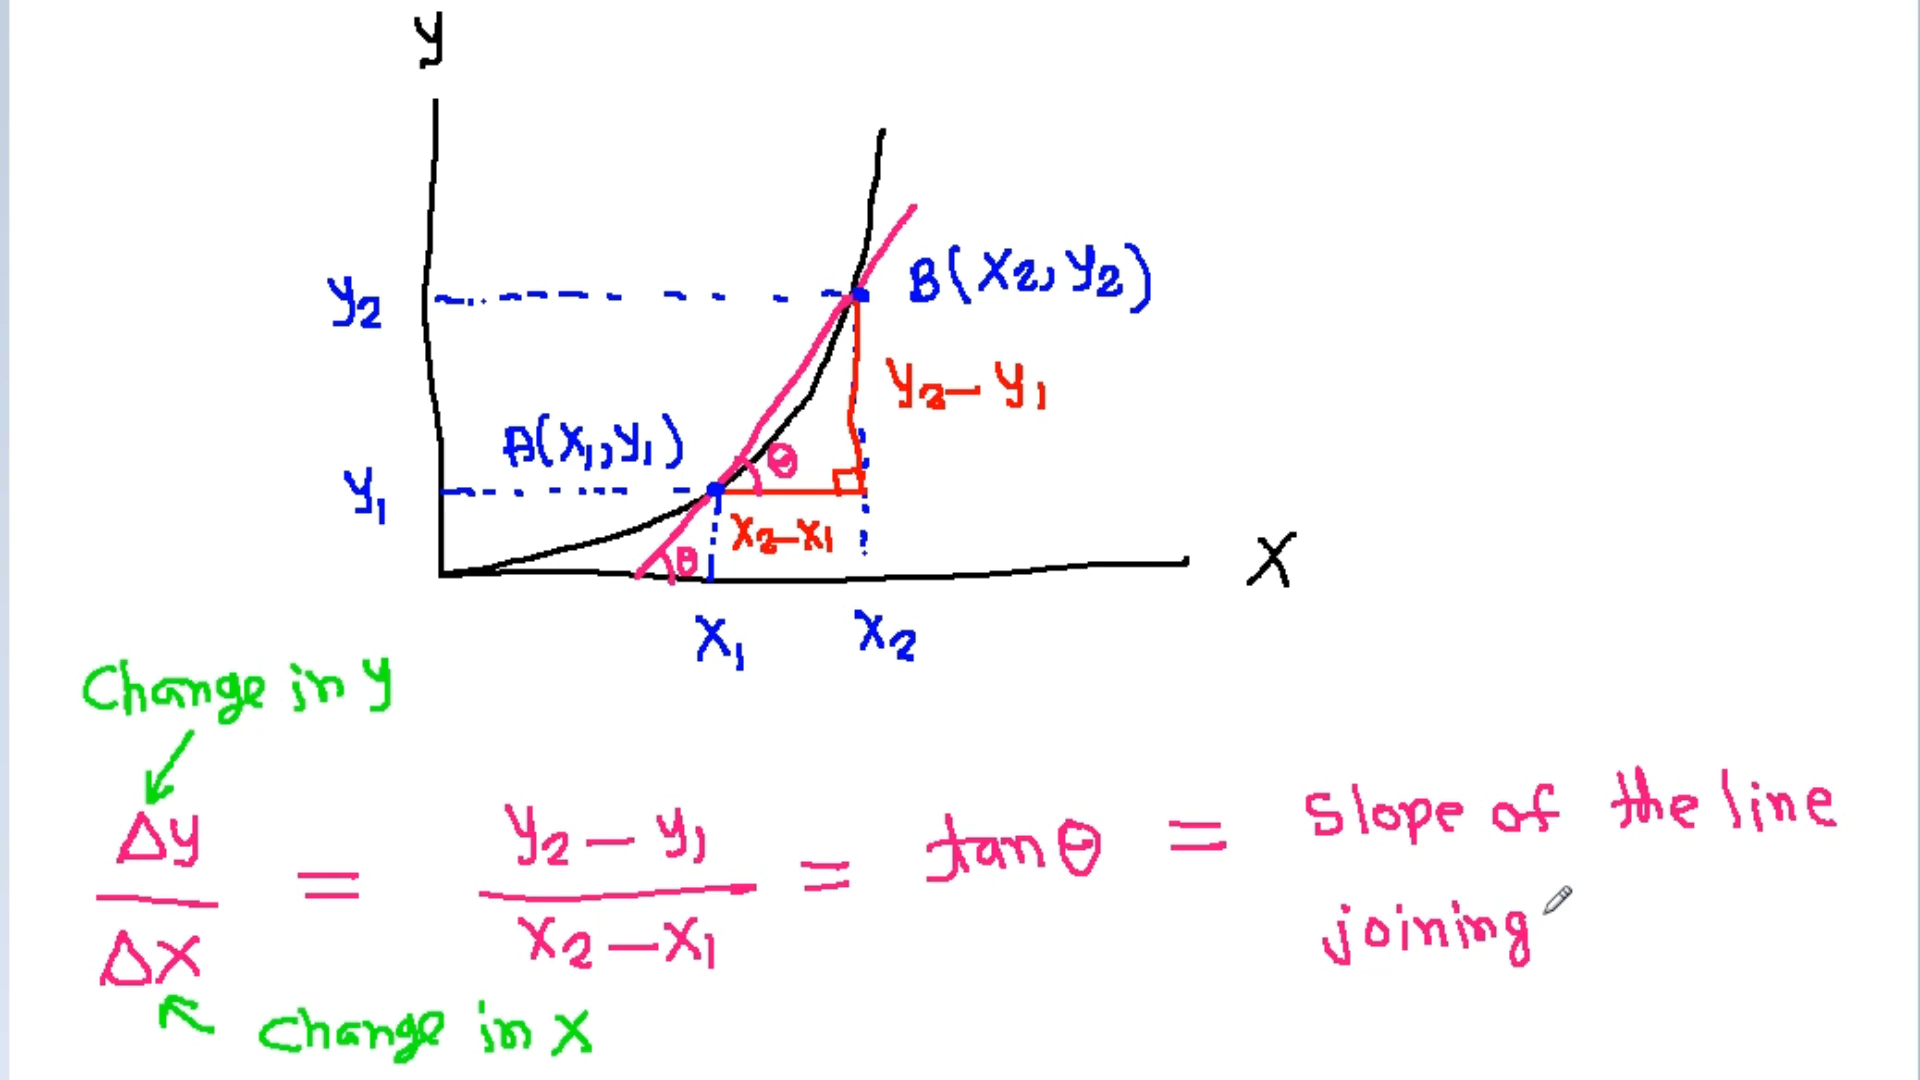 y
B(x₂, y₂)
y₂
y₂ – y₁
A(x₁, y₁)
θ
y₁
x₂ – x₁
θ
X
x₁
x₂
Change in y
Δy/Δx = (y₂ – y₁)/(x₂ – x₁) = tan θ = Slope of the line
joining
Change in x